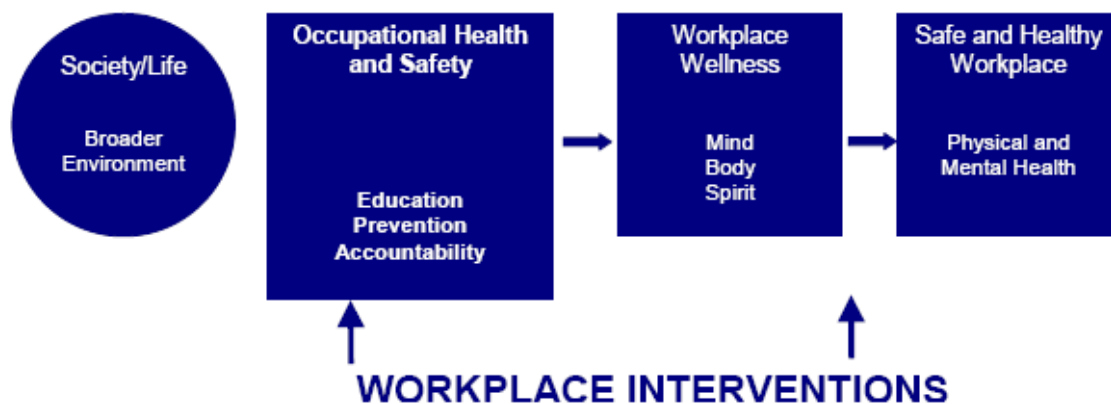 Society/Life
Broader
Environment
Occupational Health
and Safety
Education
Prevention
Accountability
Workplace
Wellness
Mind
Body
Spirit
Safe and Healthy
Workplace
Physical and
Mental Health
WORKPLACE INTERVENTIONS